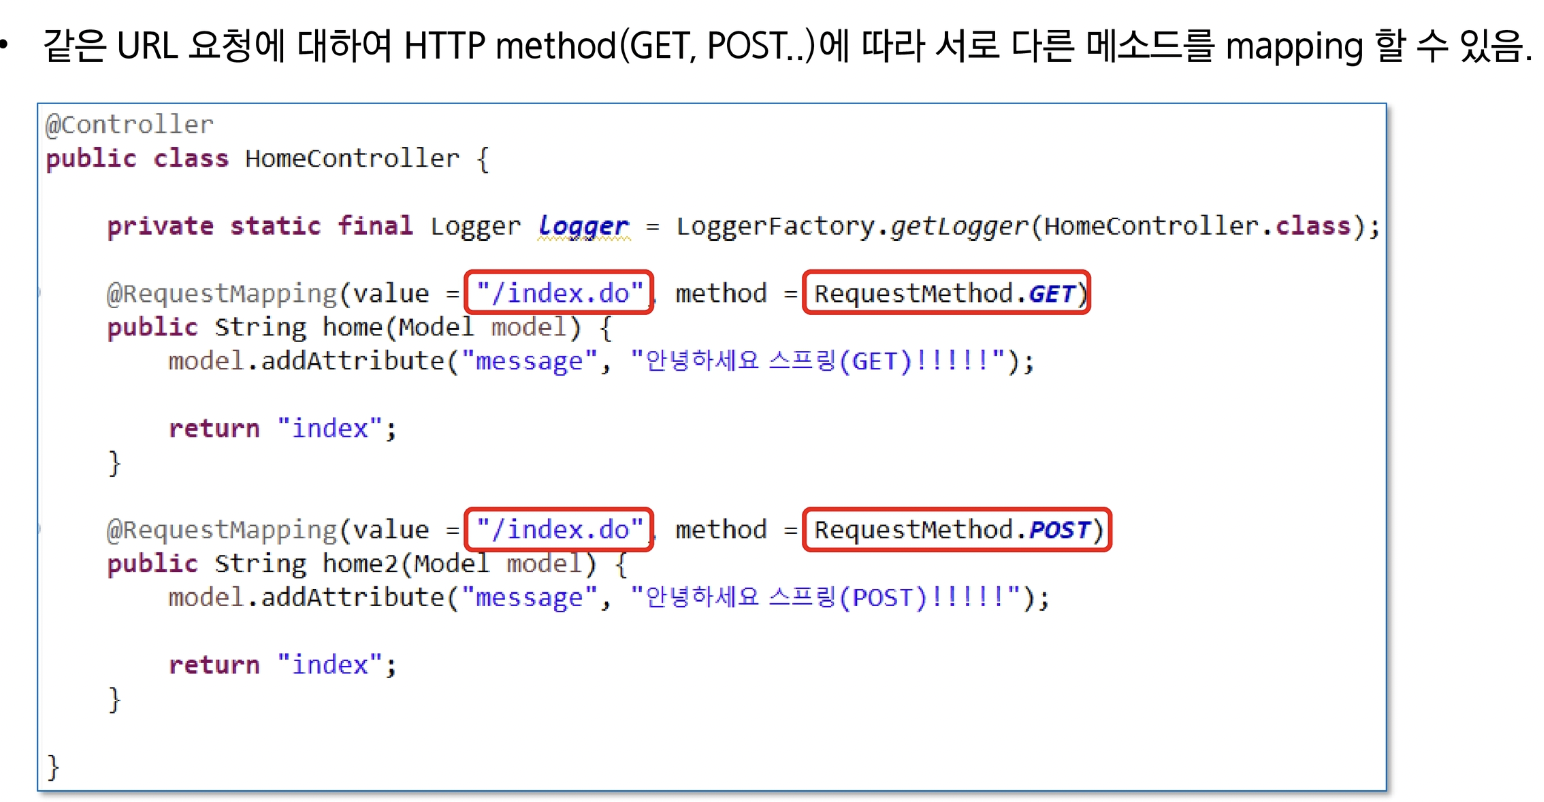 • 같은 URL 요청에 대하여 HTTP method(GET, POST..)에 따라 서로 다른 메소드를 mapping 할 수 있음.
@Controller
public class HomeController {
private static final Logger logger = LoggerFactory.getLogger(HomeController.class);
@RequestMapping(value = "/index.do", method = RequestMethod.GET)
public String home(Model model) {
model.addAttribute("message", "안녕하세요 스프링(GET)!!!!!");
return "index";
}
@RequestMapping(value = "/index.do", method = RequestMethod.POST)
public String home2(Model model) {
model.addAttribute("message", "안녕하세요 스프링(POST)!!!!!");
return "index";
}
}